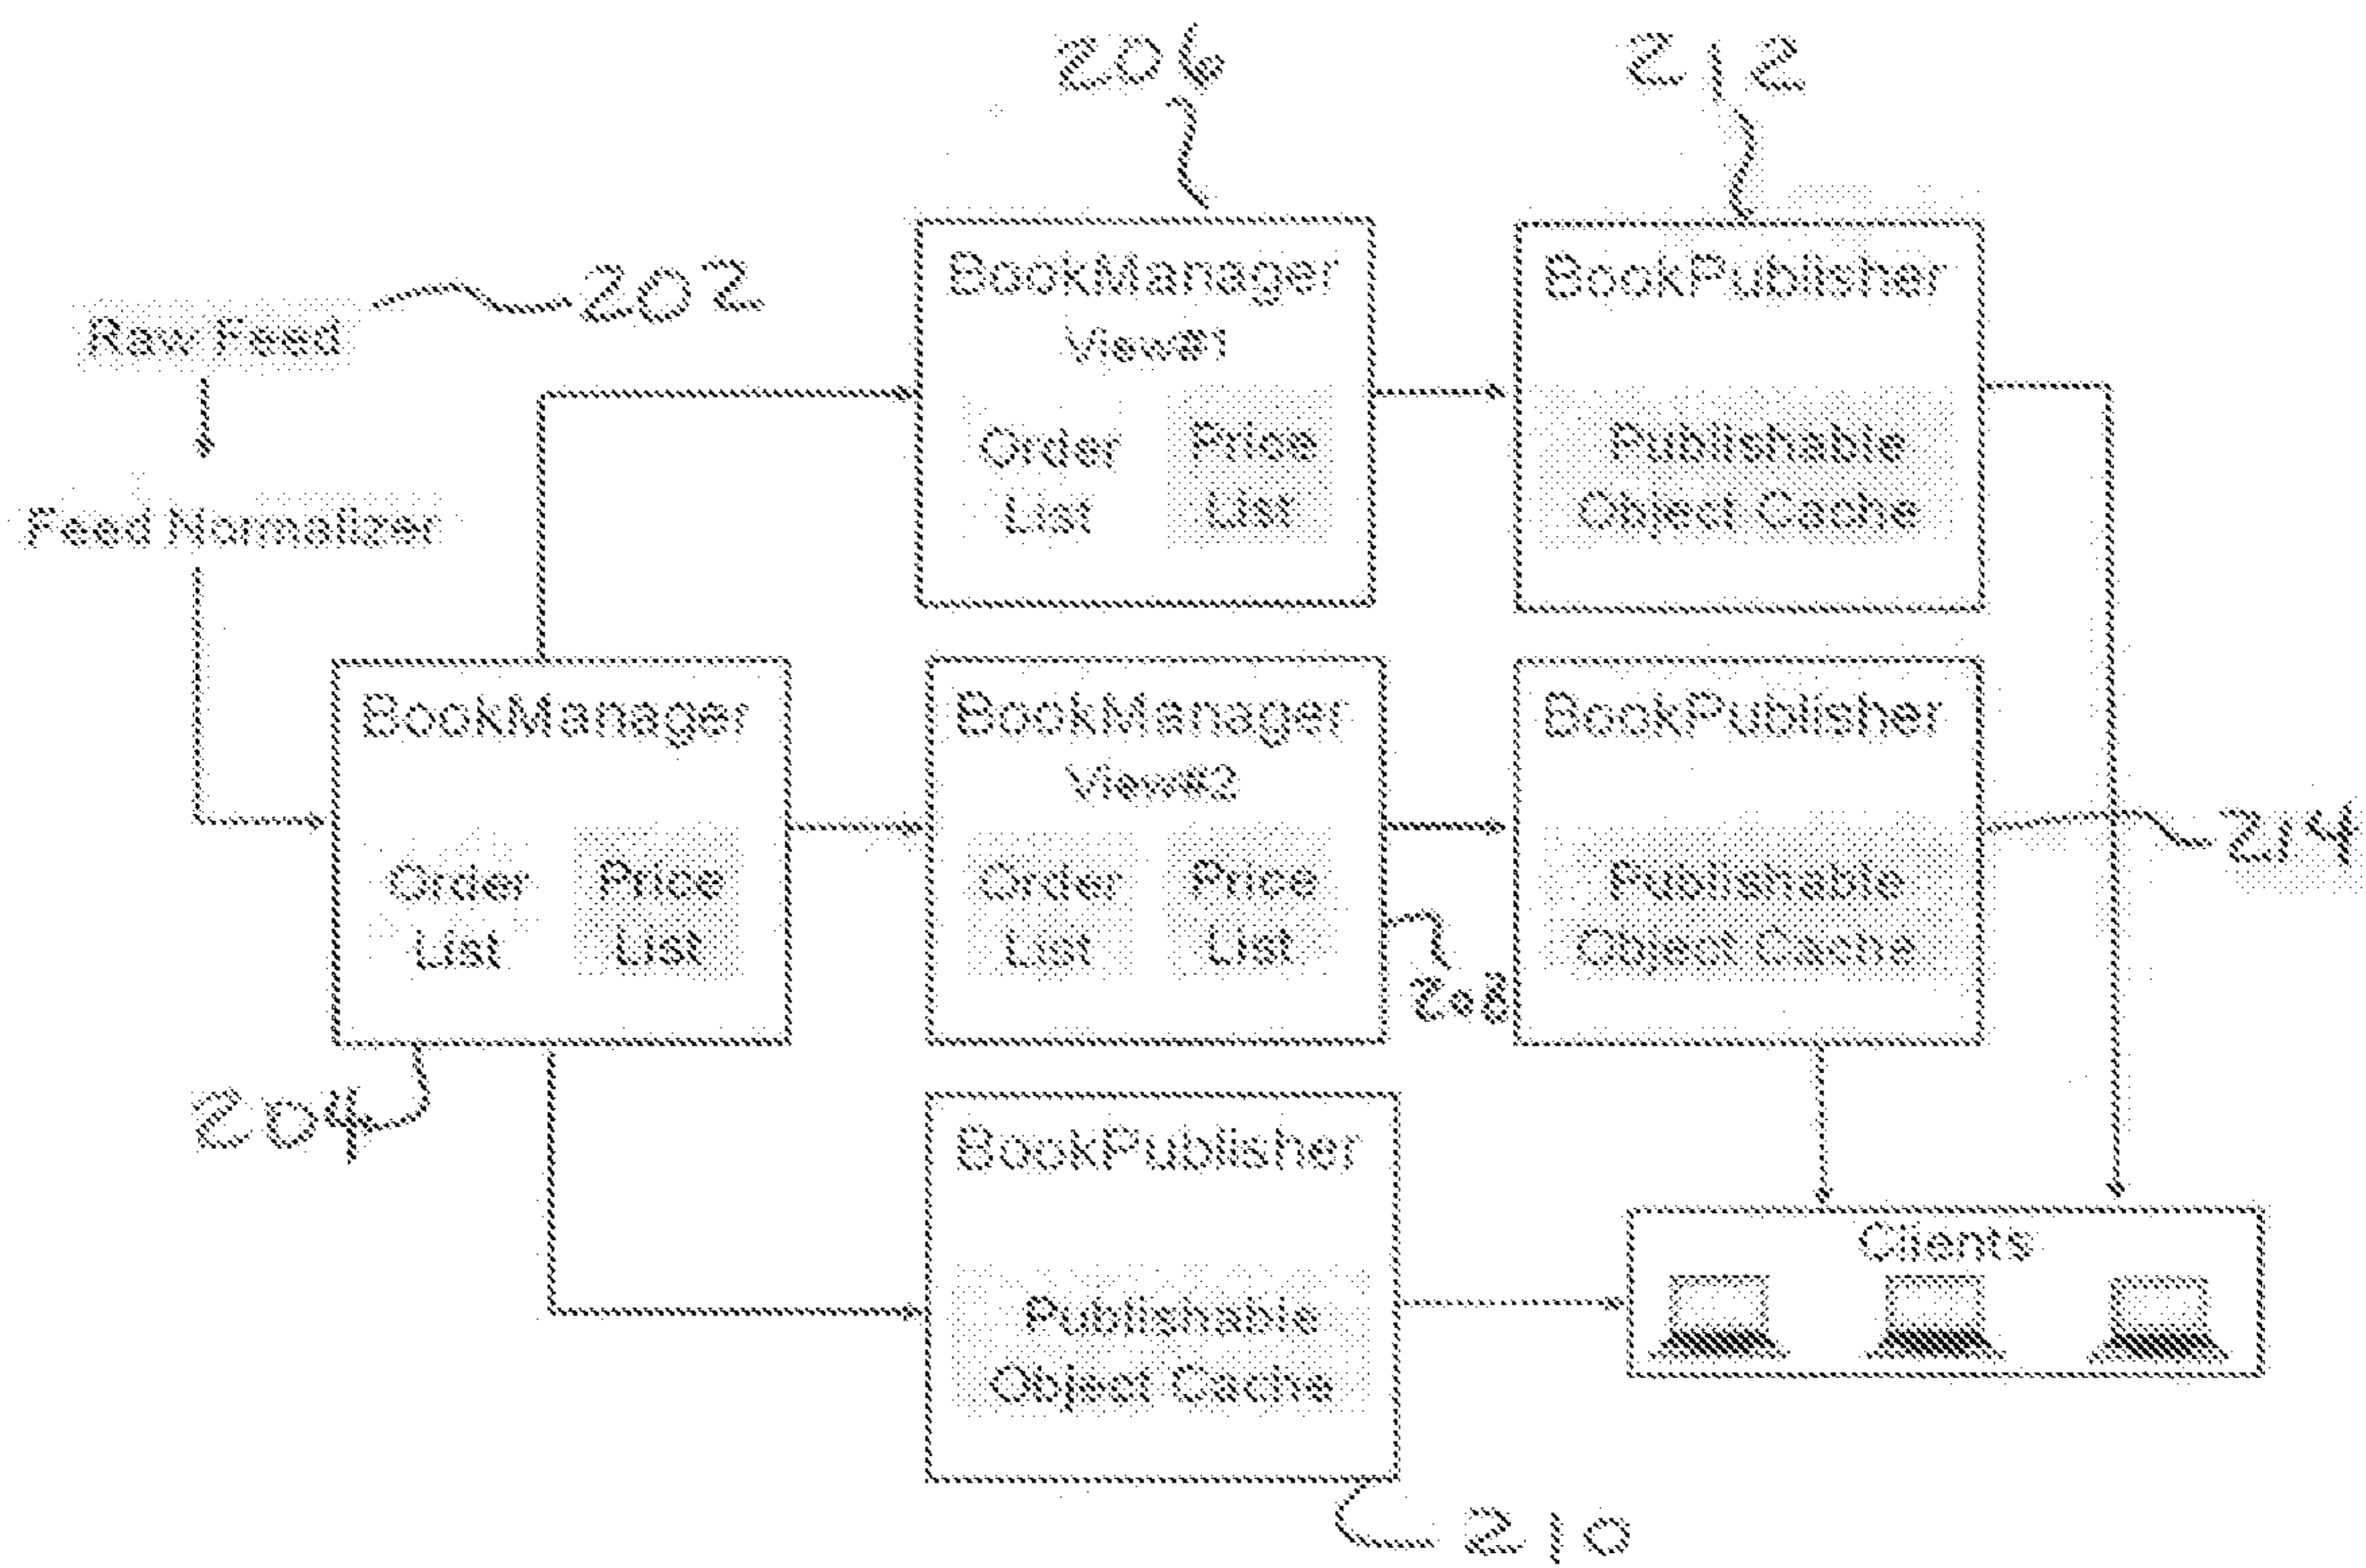 206
212
202
Raw Feed
Feed Normalizer
BookManager
View#1
Order
List
Price
List
BookPublisher
Publishable
Object Cache
BookManager
Order
List
Price
List
204
BookManager
View#2
Order
List
Price
List
208
BookPublisher
Publishable
Object Cache
214
BookPublisher
Publishable
Object Cache
210
Clients